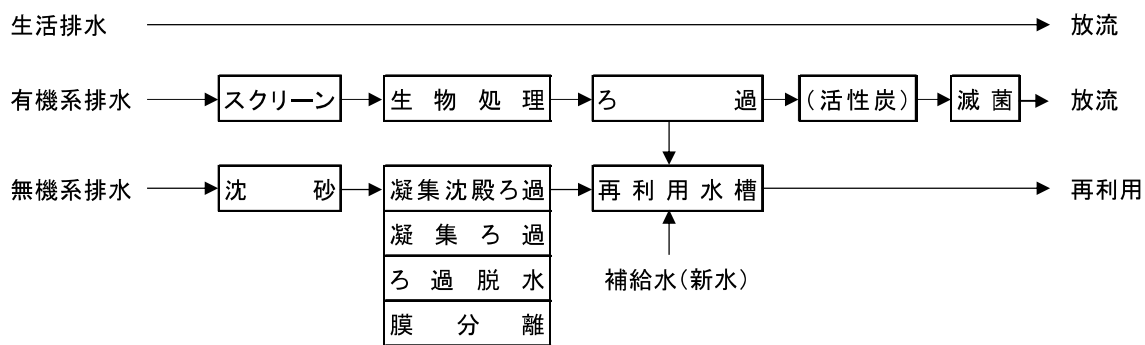 生活排水 放流
有機系排水 スクリーン 生物処理 ろ過 (活性炭) 滅菌 放流
無機系排水 沈砂 凝集沈殿ろ過 再利用水槽 再利用
凝集ろ過
ろ過脱水 補給水(新水)
膜分離